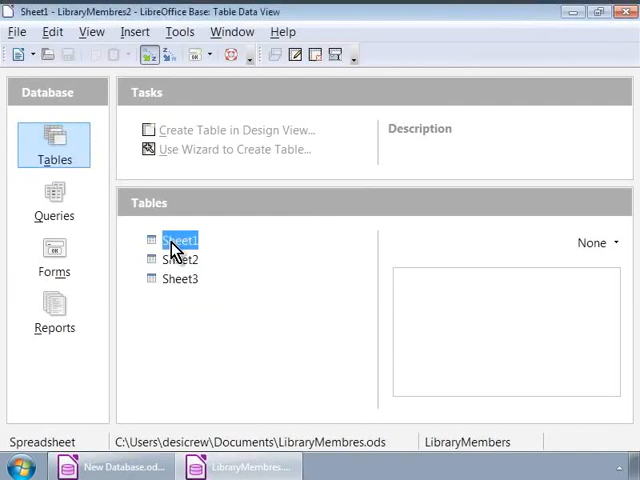 Sheet1 - LibraryMembres2 - LibreOffice Base: Table Data View
File Edit View Insert Tools Window Help
Database
Tables
Queries
Forms
Reports
Tasks
Create Table in Design View...
Use Wizard to Create Table...
Description
Tables
Sheet1
Sheet2
Sheet3
None
Spreadsheet C:\Users\desicrew\Documents\LibraryMembres.ods LibraryMembers
New Database.od... LibraryMembres....